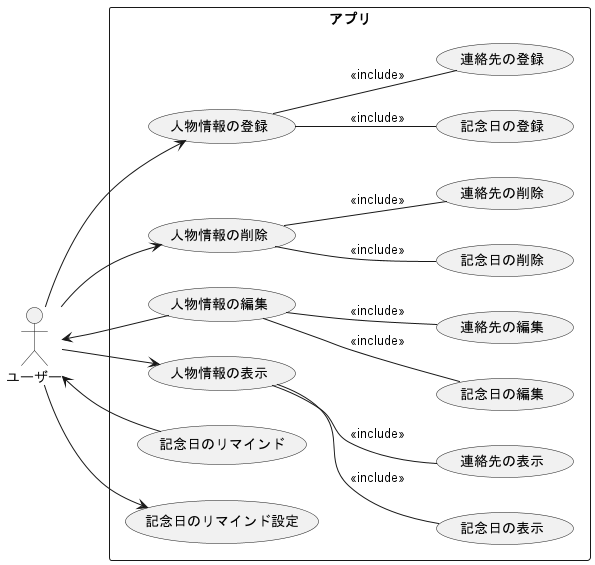 アプリ
連絡先の登録
«include»
人物情報の登録
«include»
記念日の登録
連絡先の削除
«include»
人物情報の削除
«include»
記念日の削除
人物情報の編集
«include»
連絡先の編集
«include»
記念日の編集
ユーザー
人物情報の表示
«include»
連絡先の表示
記念日のリマインド
«include»
記念日の表示
記念日のリマインド設定